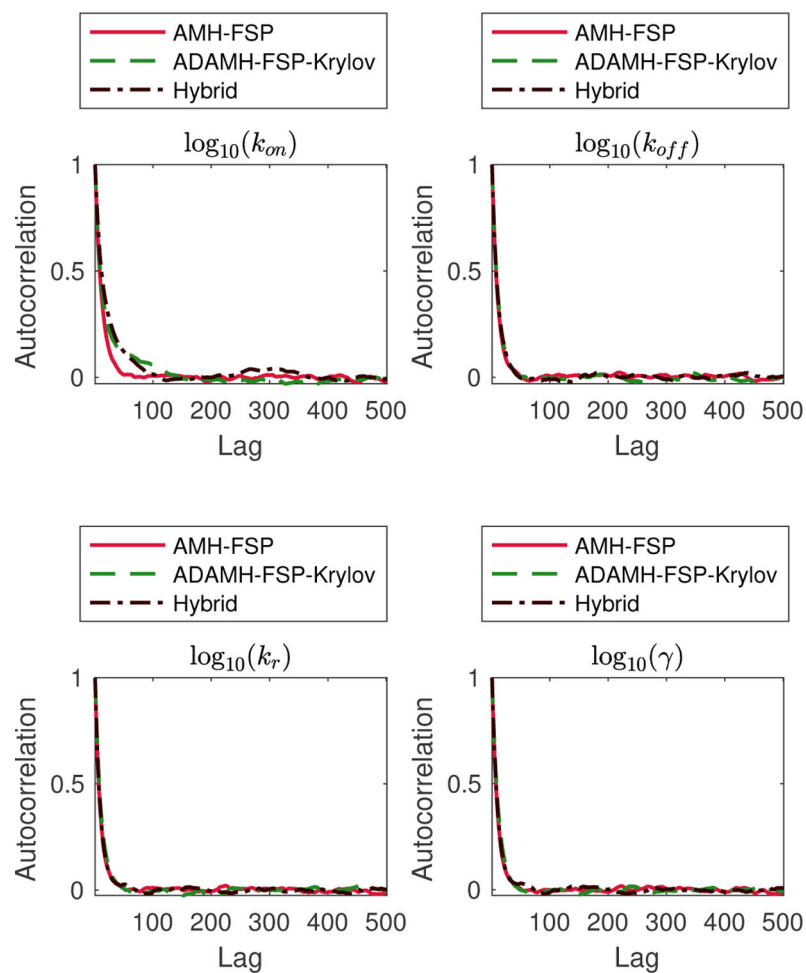 AMH-FSP
ADAMH-FSP-Krylov
Hybrid
log₁₀(k_on)
1
0.5
0
Autocorrelation
100 200 300 400 500
Lag
AMH-FSP
ADAMH-FSP-Krylov
Hybrid
log₁₀(k_off)
1
0.5
0
Autocorrelation
100 200 300 400 500
Lag
AMH-FSP
ADAMH-FSP-Krylov
Hybrid
log₁₀(k_r)
1
0.5
0
Autocorrelation
100 200 300 400 500
Lag
AMH-FSP
ADAMH-FSP-Krylov
Hybrid
log₁₀(γ)
1
0.5
0
Autocorrelation
100 200 300 400 500
Lag